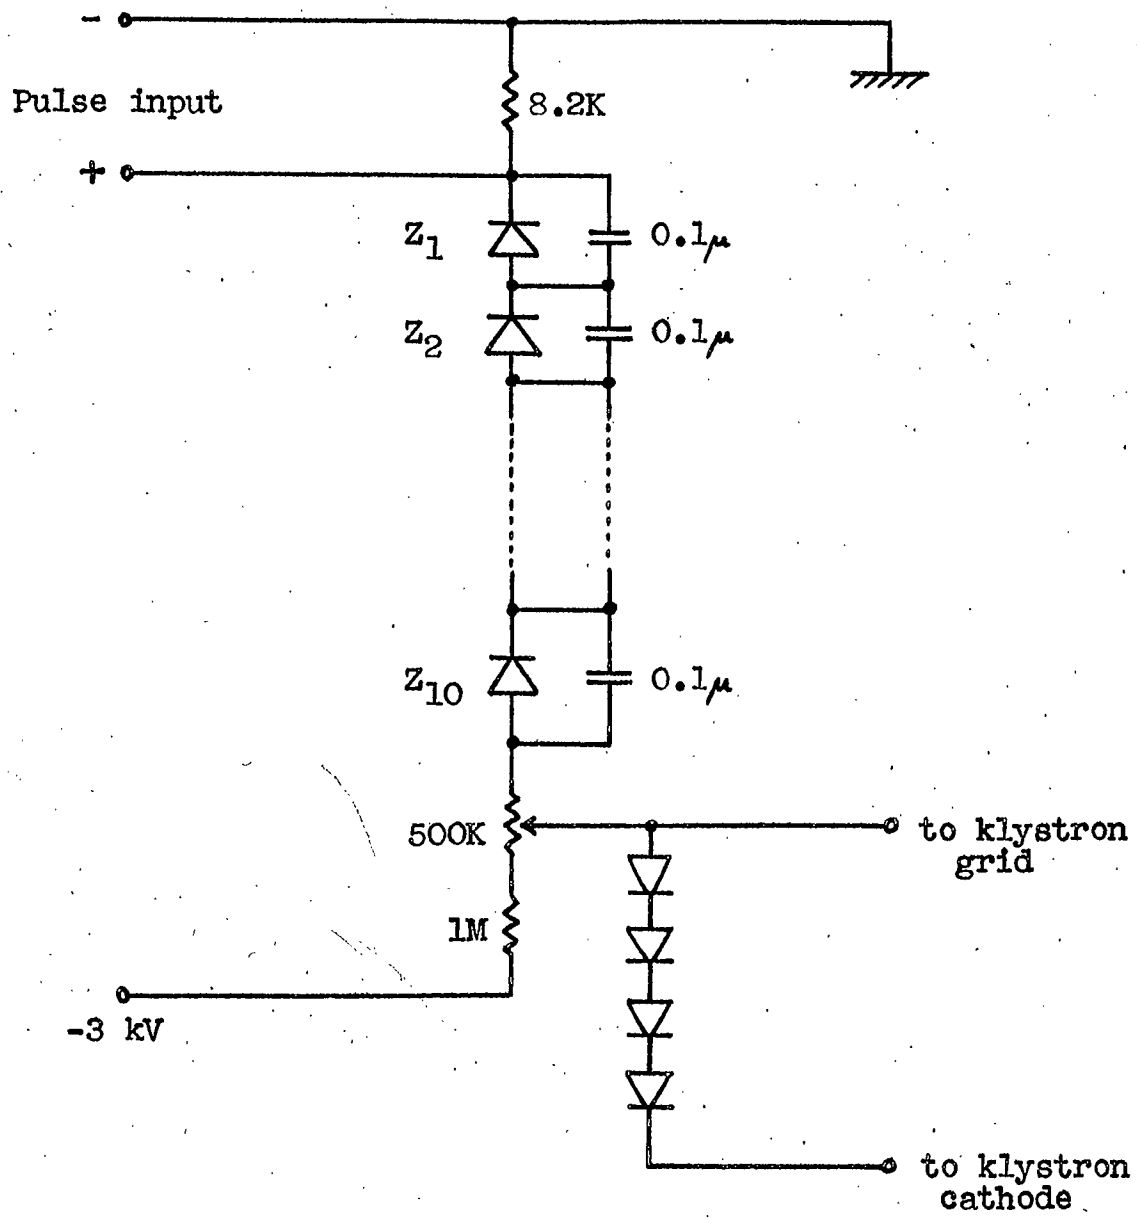 -
Pulse input
8.2K
+
Z1
0.1μ
Z2
0.1μ
Z10
0.1μ
500K
to klystron
grid
1M
-3 kV
to klystron
cathode